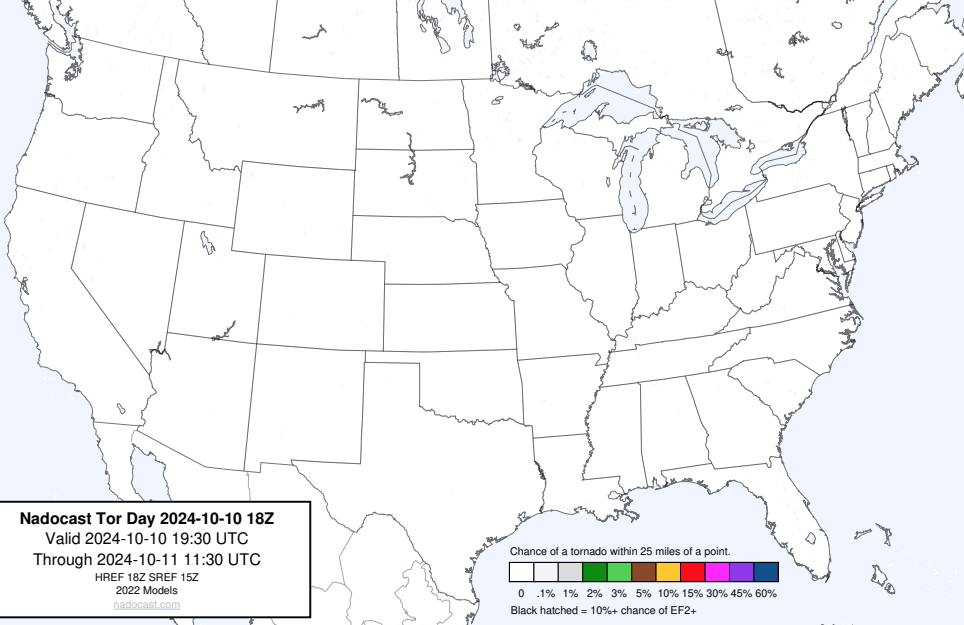 Nadocast Tor Day 2024-10-10 18Z
Valid 2024-10-10 19:30 UTC
Through 2024-10-11 11:30 UTC
HREF 18Z SREF 15Z
2022 Models
nadocast.com
Chance of a tornado within 25 miles of a point.
0 .1% 1% 2% 3% 5% 10% 15% 30% 45% 60%
Black hatched = 10%+ chance of EF2+